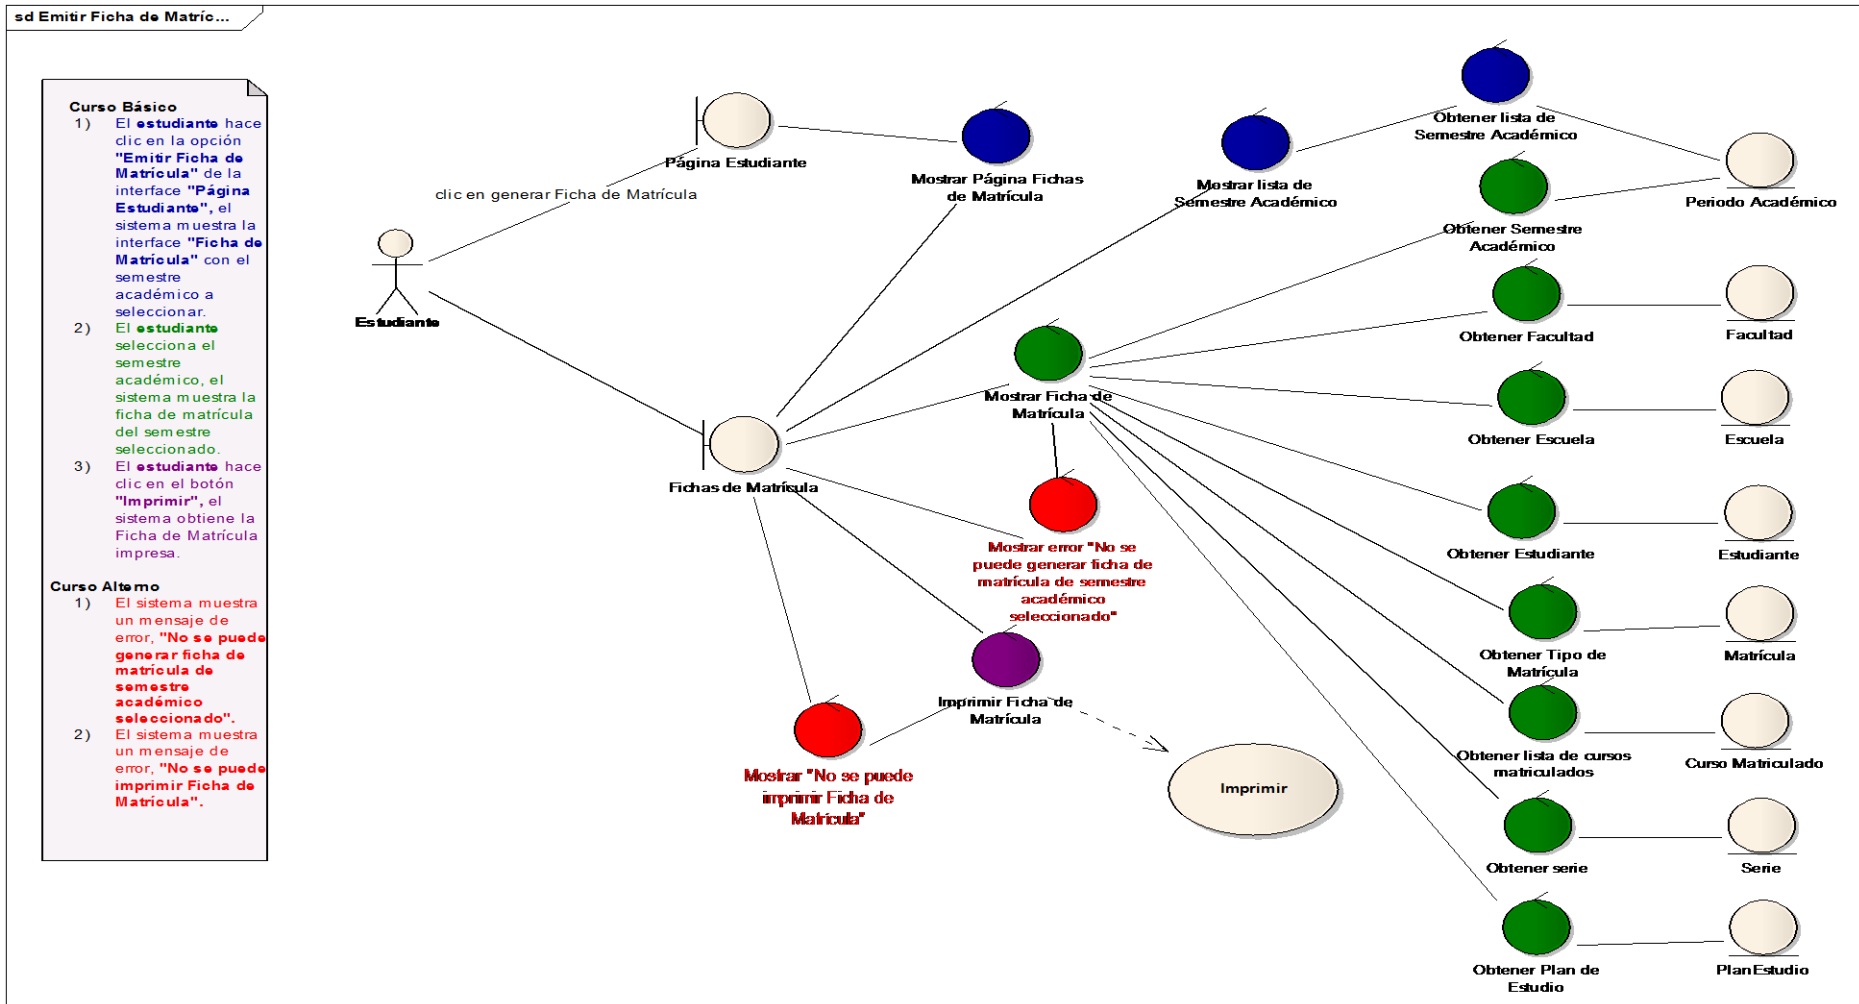 sd Emitir Ficha de Matríc...
Curso Básico
1) El estudiante hace
clic en la opción
"Emitir Ficha de
Matrícula" de la
interface "Página
Estudiante", el
sistema muestra la
interface "Ficha de
Matrícula" con el
semestre
académico a
seleccionar.
2) El estudiante
selecciona el
semestre
académico, el
sistema muestra la
ficha de matrícula
del semestre
seleccionado.
3) El estudiante hace
clic en el botón
"Imprimir", el
sistema obtiene la
Ficha de Matrícula
impresa.
Curso Alterno
1) El sistema muestra
un mensaje de
error, "No se puede
generar ficha de
matrícula de
semestre
académico
seleccionado".
2) El sistema muestra
un mensaje de
error, "No se puede
imprimir Ficha de
Matrícula".
Estudiante
clic en generar Ficha de Matrícula
Página Estudiante
Mostrar Página Fichas
de Matrícula
Mostrar lista de
Semestre Académico
Obtener lista de
Semestre Académico
Periodo Académico
Obtener Semestre
Académico
Obtener Facultad
Facultad
Mostrar Ficha de
Matrícula
Obtener Escuela
Escuela
Fichas de Matrícula
Mostrar error "No se
puede generar ficha de
matrícula de semestre
académico
seleccionado"
Obtener Estudiante
Estudiante
Obtener Tipo de
Matrícula
Matrícula
Imprimir Ficha de
Matrícula
Obtener lista de cursos
matriculados
Curso Matriculado
Mostrar "No se puede
imprimir Ficha de
Matrícula"
Imprimir
Obtener serie
Serie
Obtener Plan de
Estudio
PlanEstudio